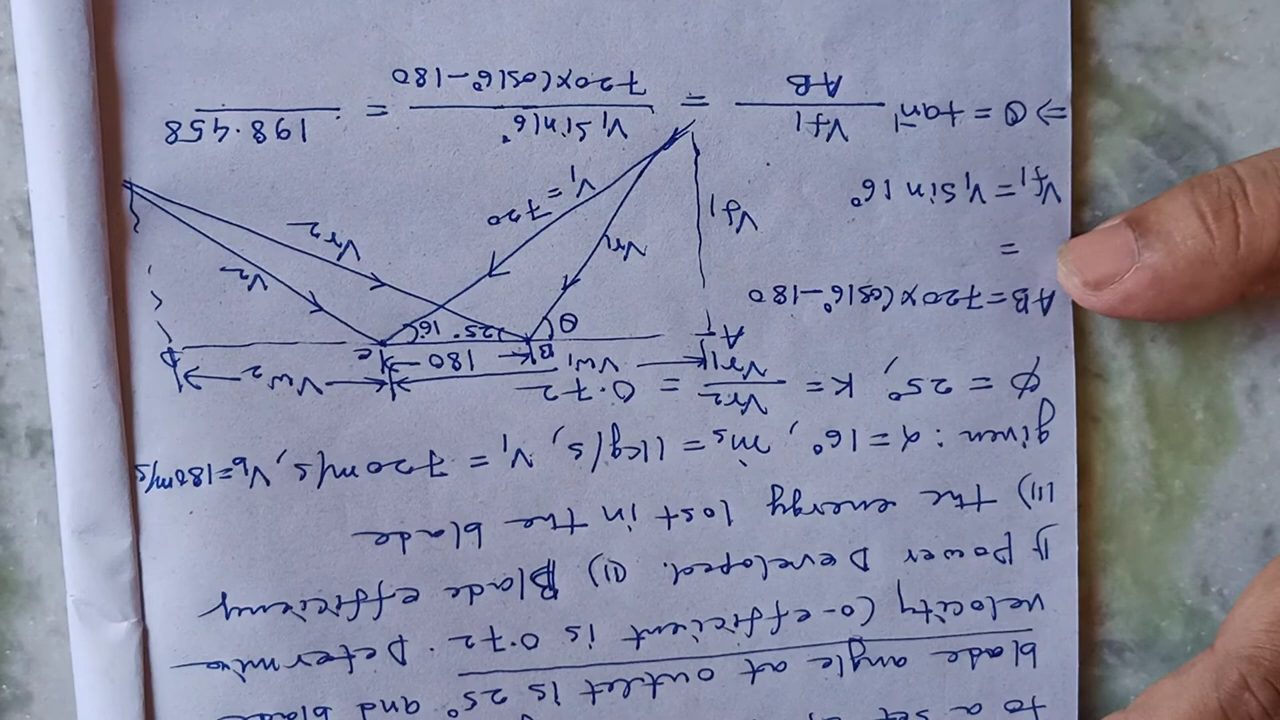 to a set of
blade angle at outlet is 25° and blade
velocity Co-efficient is 0.72. Determine
i) power Developed. (ii) Blade efficiency
iii) the energy lost in the blade
given: α = 16°, ṁs = 1kg/s, V1 = 720m/s, Vb=180m/s
φ = 25°, K = Vr2/Vr1 = 0.72
Vw1 Vw2
A B 180 C D
θ 25° 16°
AB = 720×Cos16° - 180
=
Vf1 Vr1 V1 = 720 Vr2 V2
Vf1 = V1 Sin 16°
⇒ θ = tan⁻¹ Vf1/AB = V1 Sin16°/720×Cos16°-180 = 198.458/